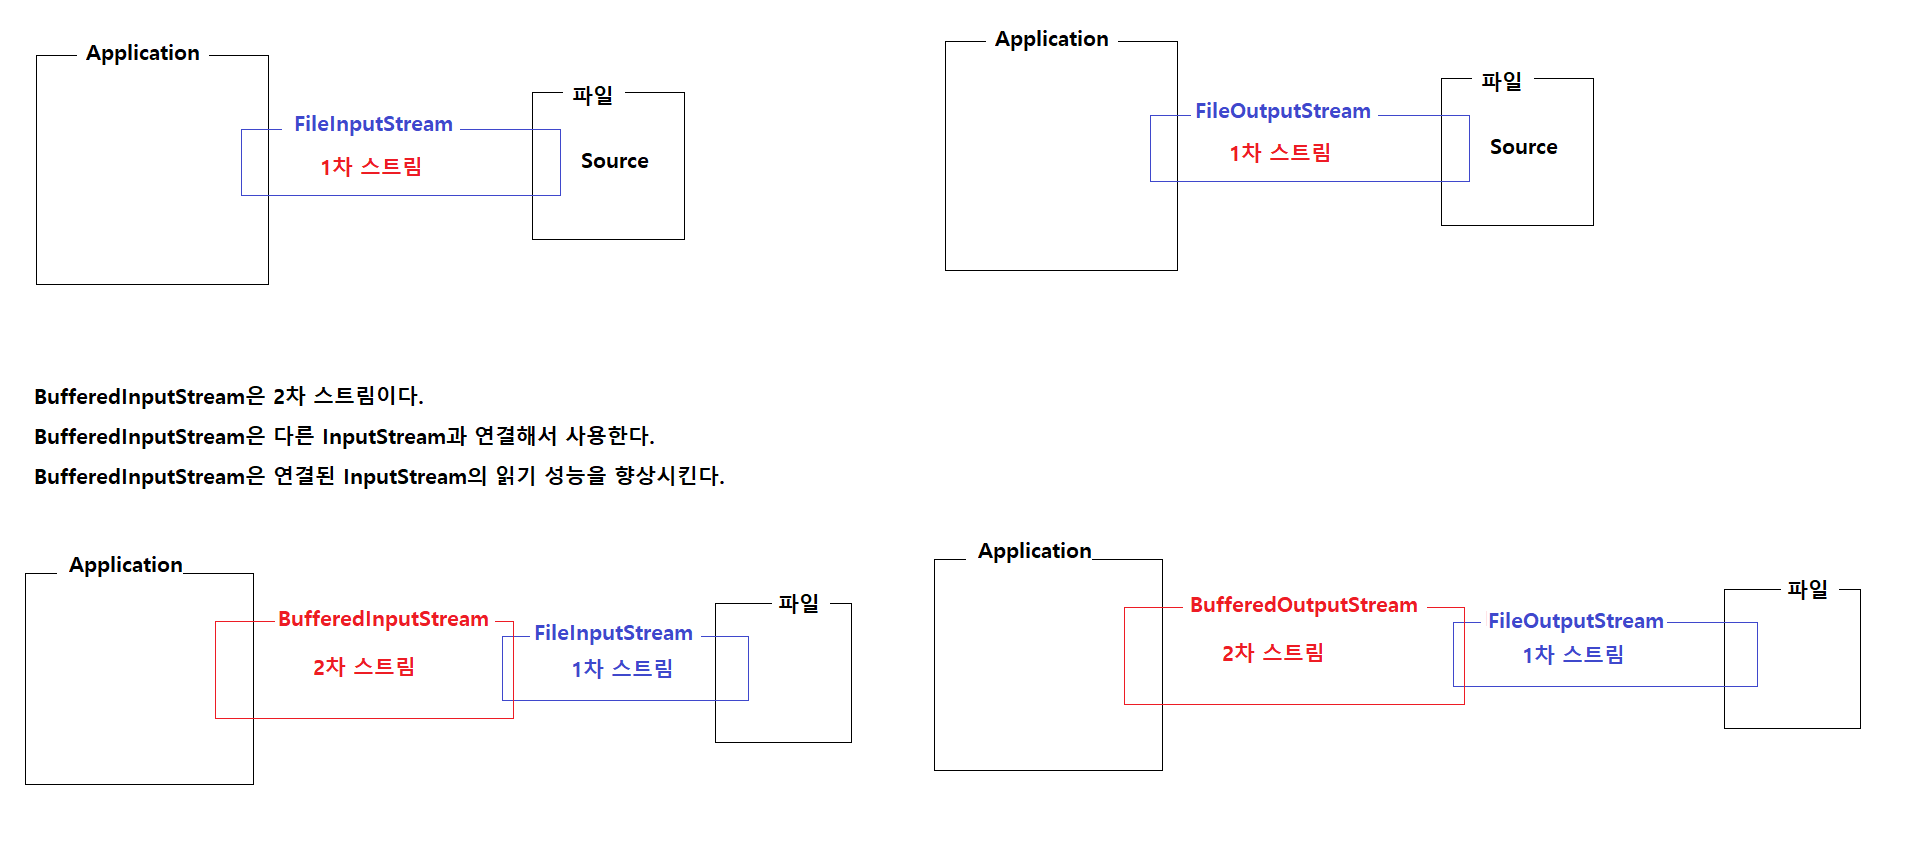 Application
파일
FileInputStream
1차 스트림
Source
Application
파일
FileOutputStream
1차 스트림
Source
BufferedInputStream은 2차 스트림이다.
BufferedInputStream은 다른 InputStream과 연결해서 사용한다.
BufferedInputStream은 연결된 InputStream의 읽기 성능을 향상시킨다.
Application
파일
BufferedInputStream
FileInputStream
2차 스트림
1차 스트림
Application
파일
BufferedOutputStream
FileOutputStream
2차 스트림
1차 스트림